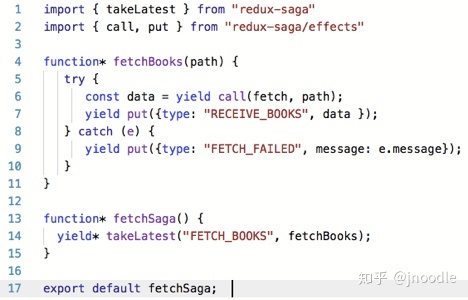 1 import { takeLatest } from "redux-saga"
2 import { call, put } from "redux-saga/effects"
3
4 function* fetchBooks(path) {
5 try {
6 const data = yield call(fetch, path);
7 yield put({type: "RECEIVE_BOOKS", data });
8 } catch (e) {
9 yield put({type: "FETCH_FAILED", message: e.message});
10 }
11 }
12
13 function* fetchSaga() {
14 yield* takeLatest("FETCH_BOOKS", fetchBooks);
15 }
16
17 export default fetchSaga;
知乎 @jnoodle